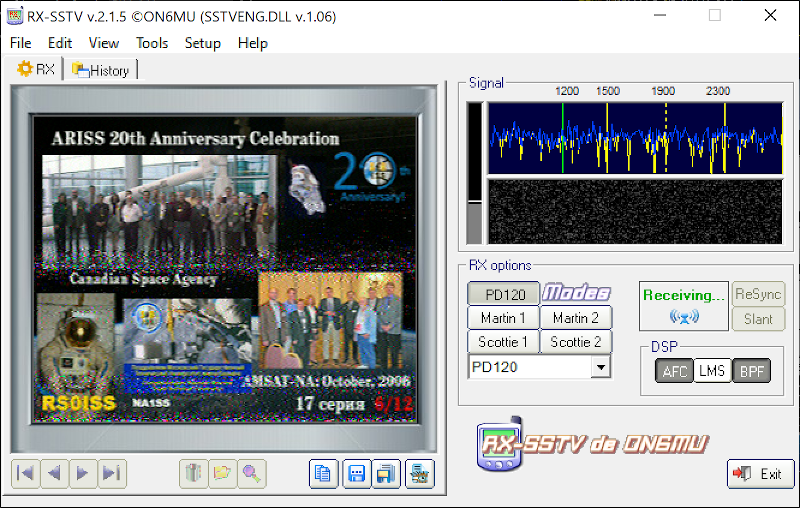 RX-SSTV v.2.1.5 ©ON6MU (SSTVENG.DLL v.1.06)
File Edit View Tools Setup Help
RX History
ARISS 20th Anniversary Celebration
20th
Anniversary!
Canadian Space Agency
AMSAT-NA: October, 2006
RS0ISS NA1SS 17 серия 6/12
Signal
1200 1500 1900 2300
RX options
PD120 Modes
Martin 1 Martin 2
Scottie 1 Scottie 2
PD120
Receiving...
ReSync
Slant
DSP
AFC LMS BPF
RX-SSTV de ON6MU
Exit